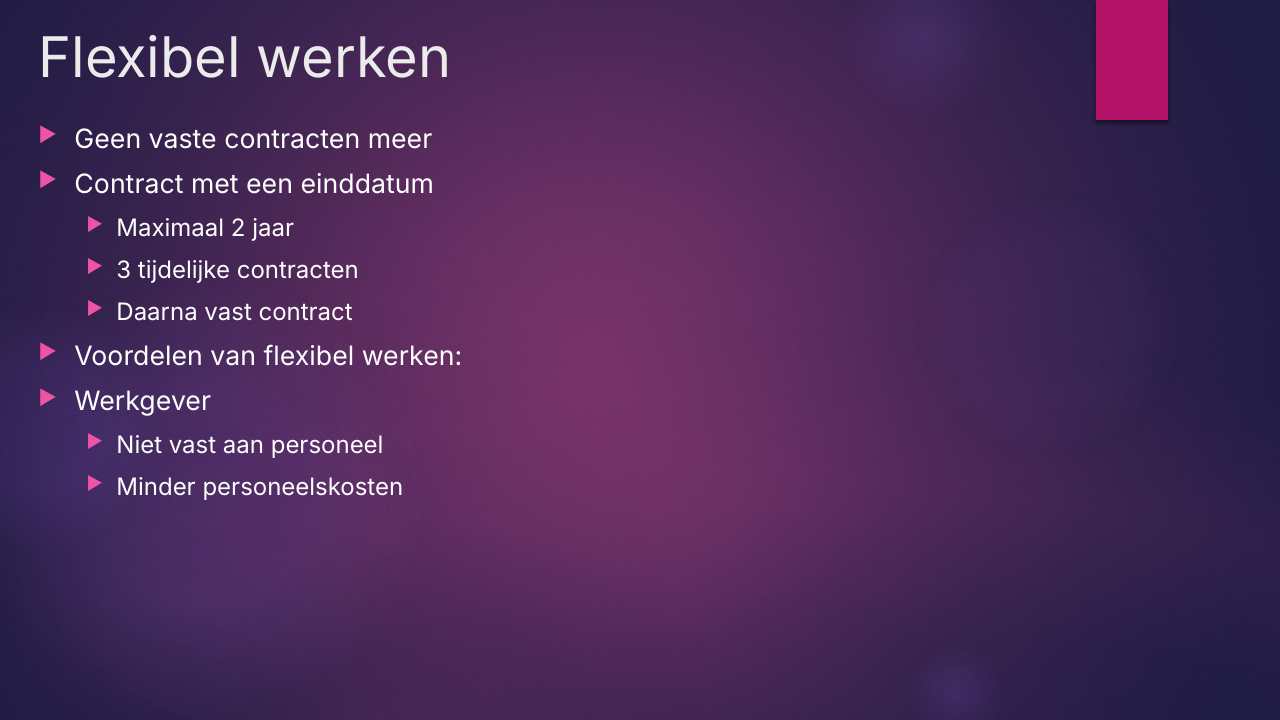 Flexibel werken
Geen vaste contracten meer
Contract met een einddatum
Maximaal 2 jaar
3 tijdelijke contracten
Daarna vast contract
Voordelen van flexibel werken:
Werkgever
Niet vast aan personeel
Minder personeelskosten